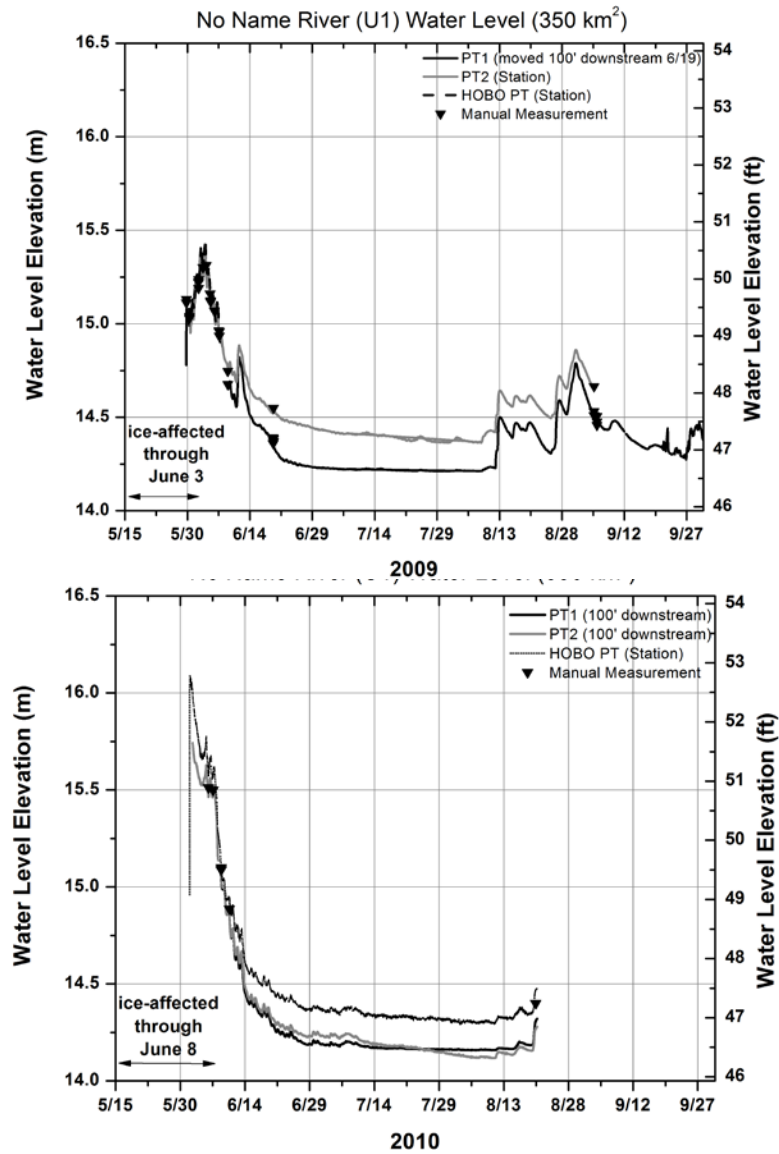 No Name River (U1) Water Level (350 km²)
PT1 (moved 100' downstream 6/19)
PT2 (Station)
HOBO PT (Station)
Manual Measurement
Water Level Elevation (m)
Water Level Elevation (ft)
16.5
16.0
15.5
15.0
14.5
14.0
54
53
52
51
50
49
48
47
46
ice-affected
through
June 3
5/15 5/30 6/14 6/29 7/14 7/29 8/13 8/28 9/12 9/27
2009
PT1 (100' downstream)
PT2 (100' downstream)
HOBO PT (Station)
Manual Measurement
Water Level Elevation (m)
Water Level Elevation (ft)
16.5
16.0
15.5
15.0
14.5
14.0
54
53
52
51
50
49
48
47
46
ice-affected
through
June 8
5/15 5/30 6/14 6/29 7/14 7/29 8/13 8/28 9/12 9/27
2010